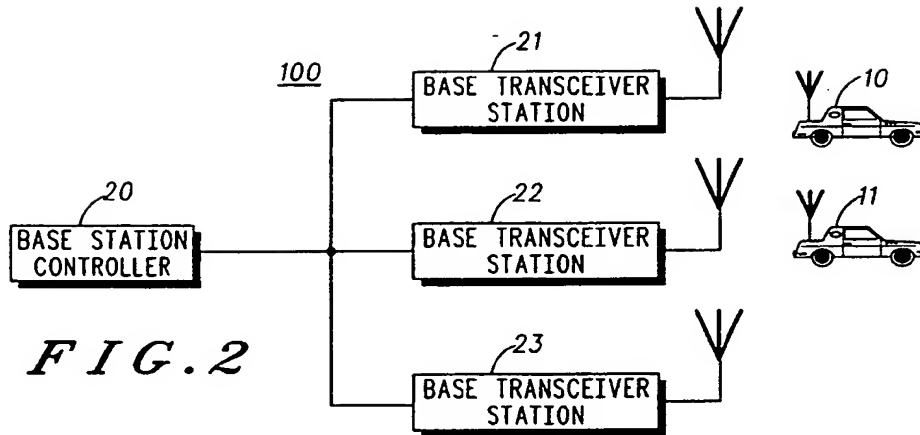 21
100
BASE TRANSCEIVER
STATION
10
20
22
11
BASE STATION
CONTROLLER
BASE TRANSCEIVER
STATION
FIG.2
23
BASE TRANSCEIVER
STATION